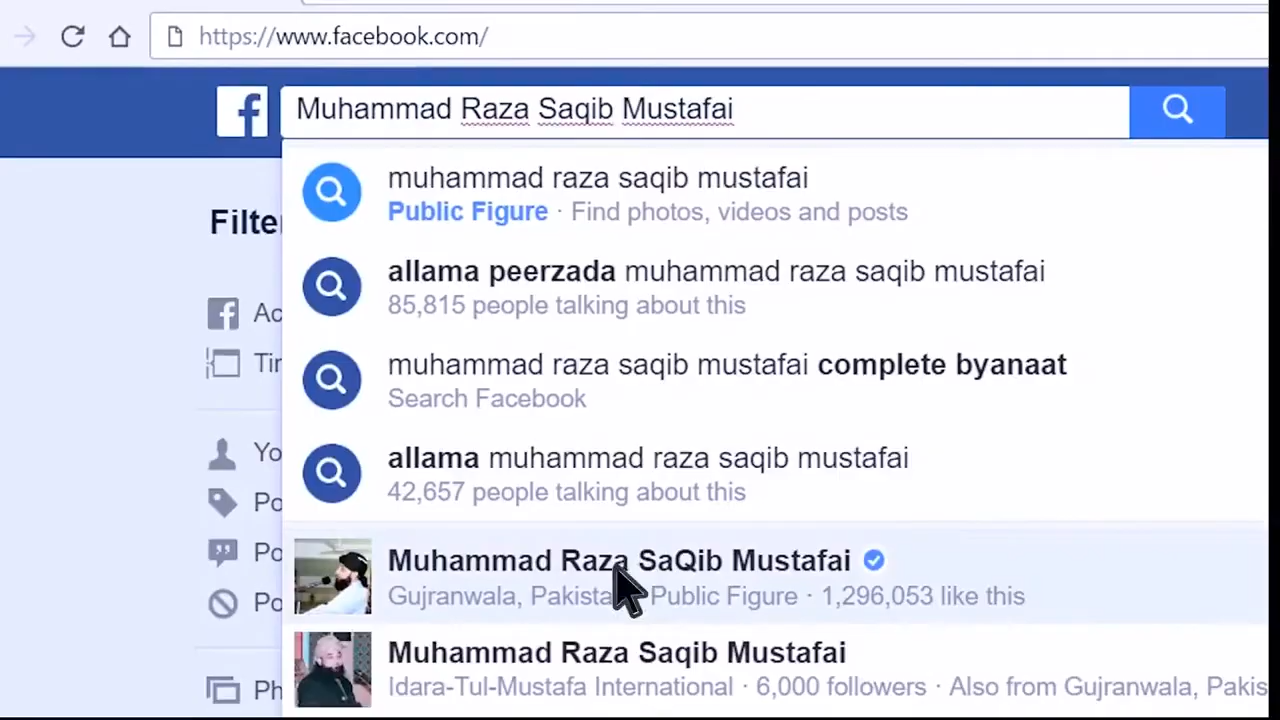 https://www.facebook.com/
Muhammad Raza Saqib Mustafai
muhammad raza saqib mustafai
Public Figure · Find photos, videos and posts
Filte
allama peerzada muhammad raza saqib mustafai
85,815 people talking about this
Ac
Tir
muhammad raza saqib mustafai complete byanaat
Search Facebook
Yo
allama muhammad raza saqib mustafai
42,657 people talking about this
Po
Po
Muhammad Raza SaQib Mustafai
Gujranwala, Pakista · Public Figure · 1,296,053 like this
Po
Muhammad Raza Saqib Mustafai
Idara-Tul-Mustafa International · 6,000 followers · Also from Gujranwala, Pakis
Ph